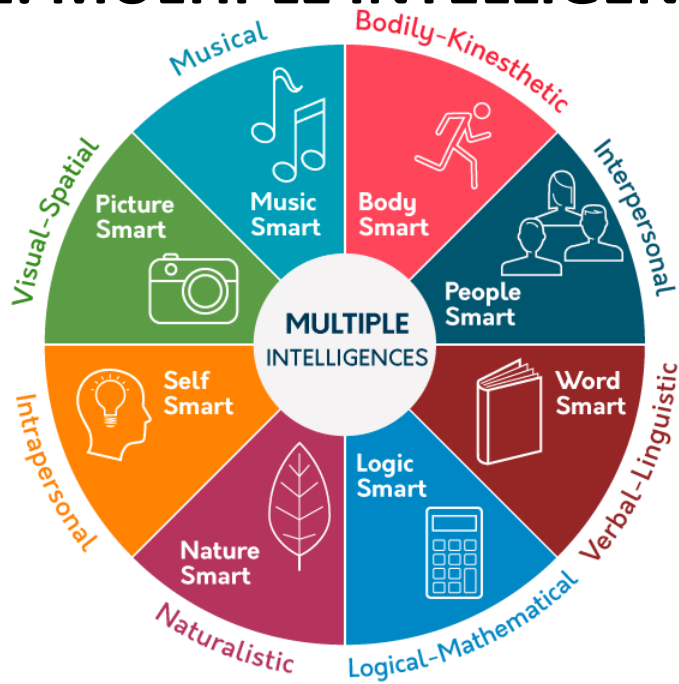 MULTIPLE
Musical
Bodily-Kinesthetic
Interpersonal
Verbal-Linguistic
Logical-Mathematical
Naturalistic
Intrapersonal
Visual-Spatial
Music
Smart
Body
Smart
People
Smart
Word
Smart
Logic
Smart
Nature
Smart
Self
Smart
Picture
Smart
MULTIPLE
INTELLIGENCES